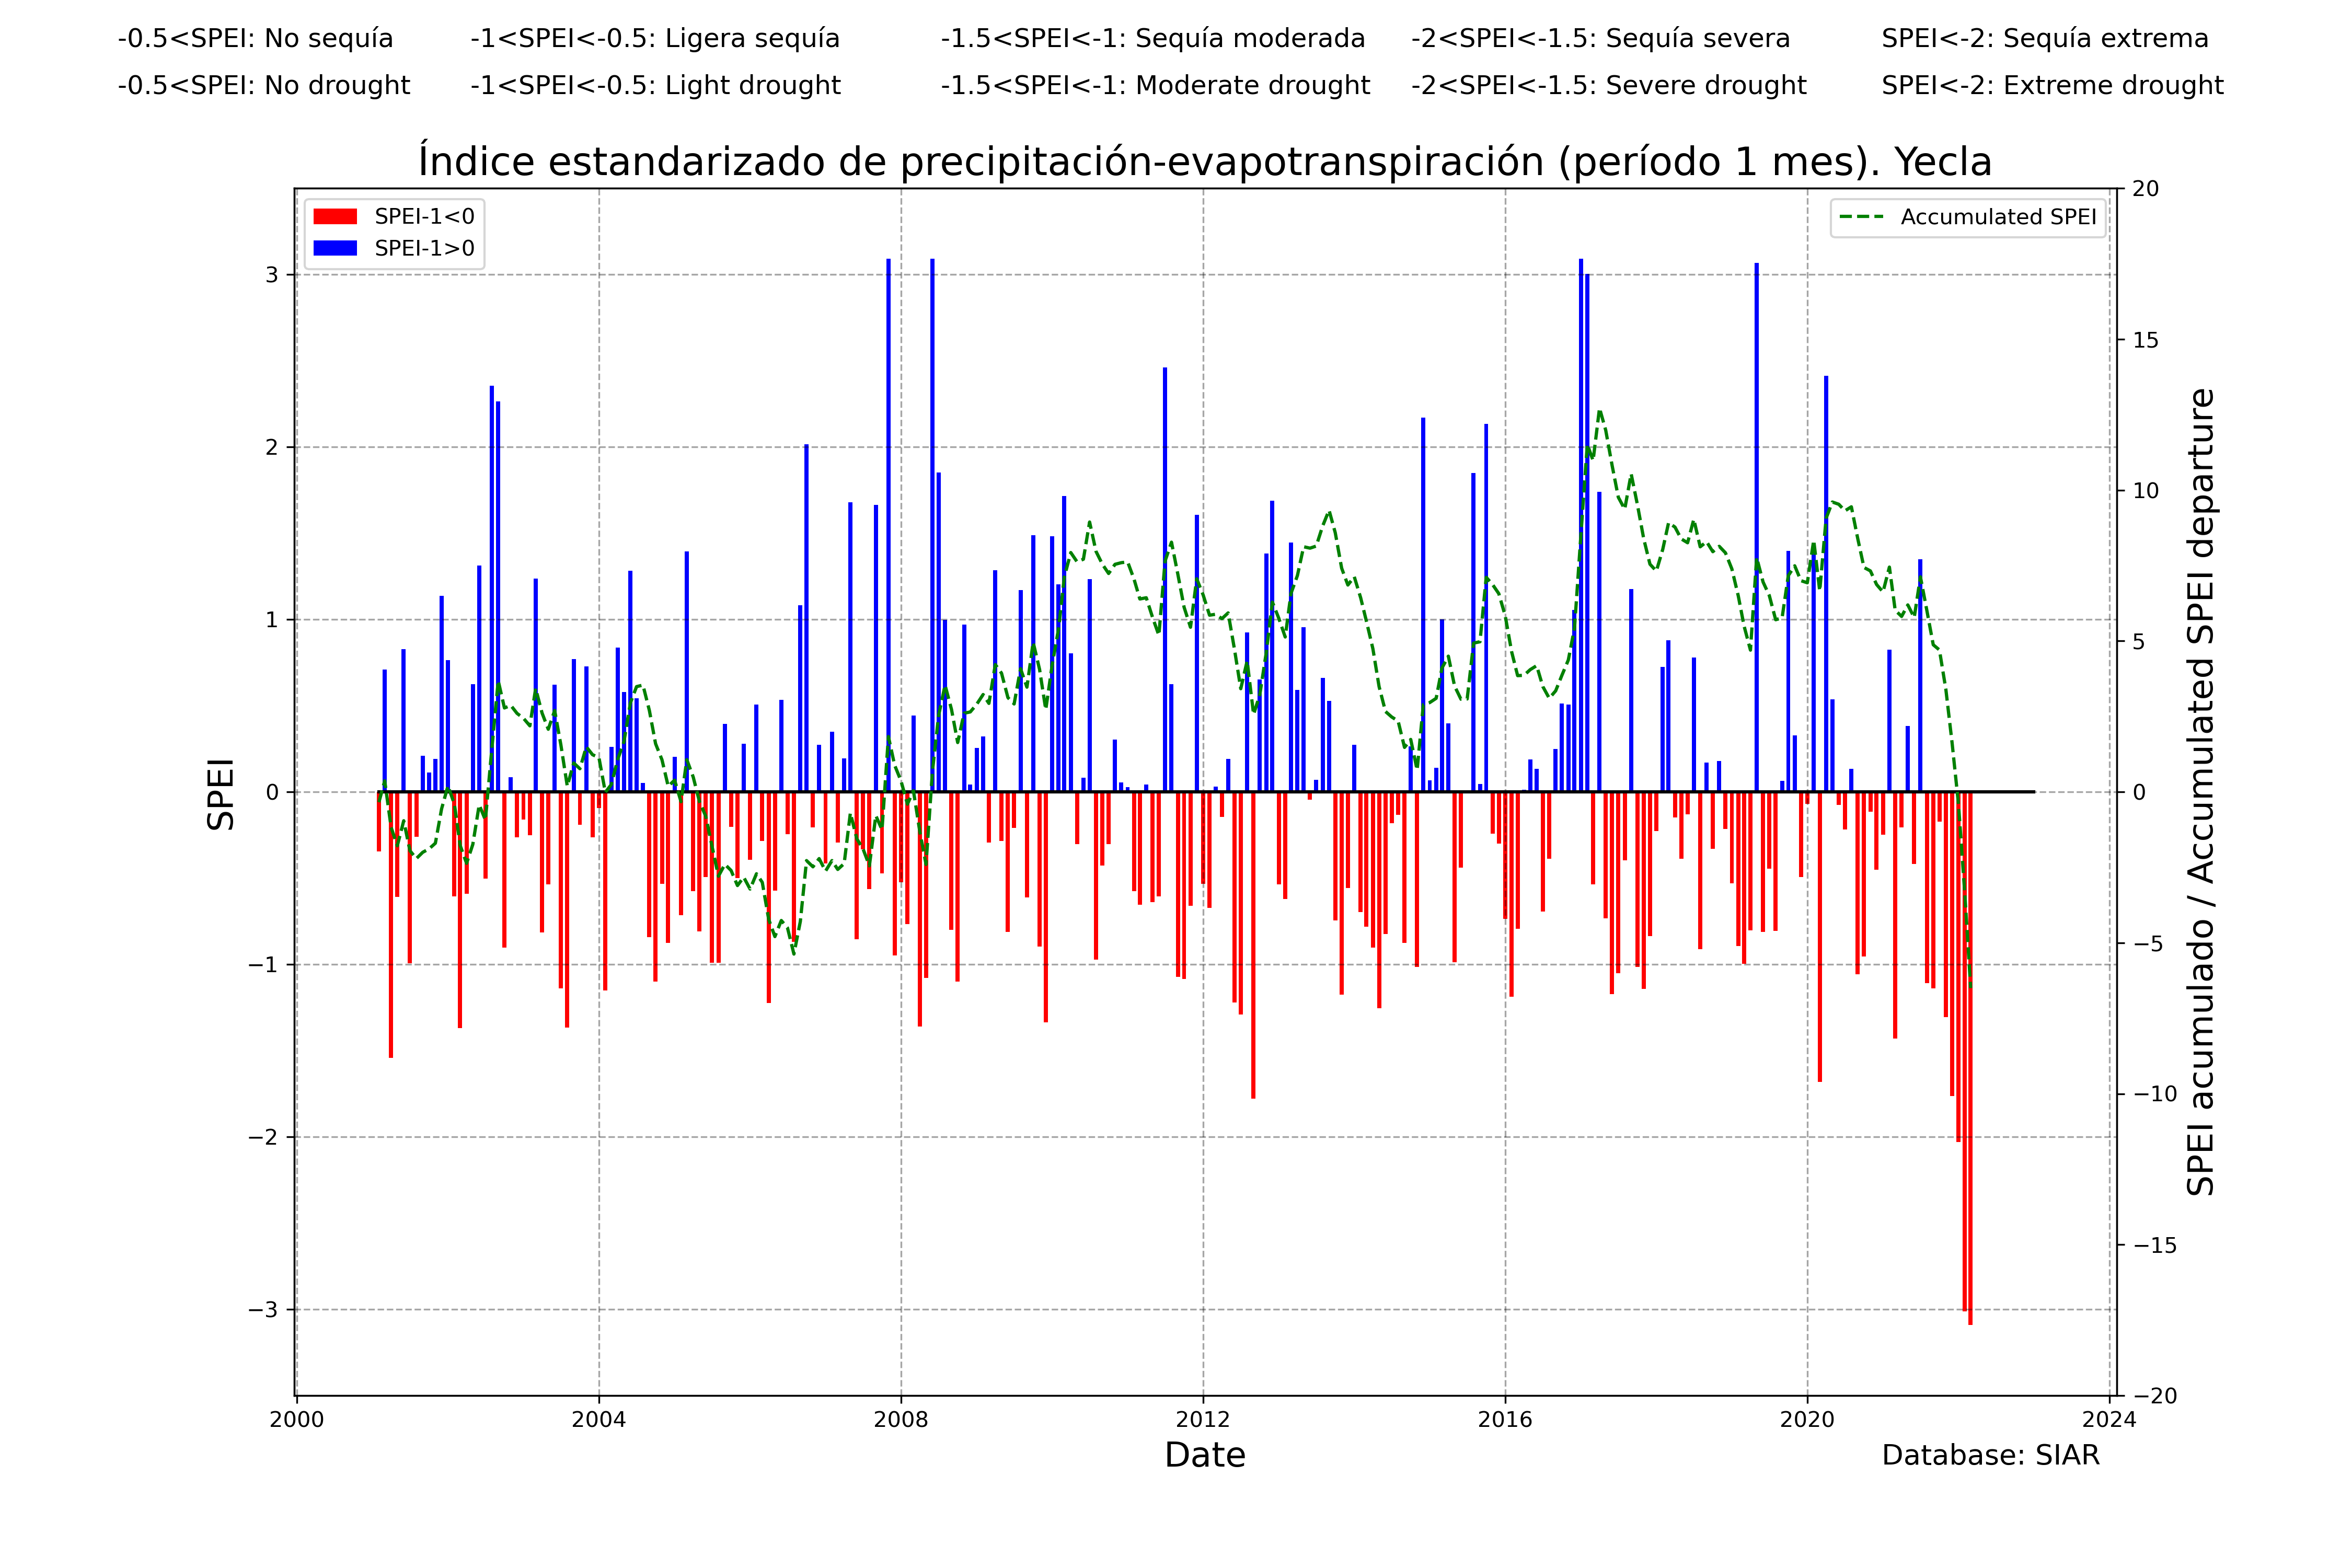 -0.5<SPEI: No sequía -1<SPEI<-0.5: Ligera sequía -1.5<SPEI<-1: Sequía moderada -2<SPEI<-1.5: Sequía severa SPEI<-2: Sequía extrema
-0.5<SPEI: No drought -1<SPEI<-0.5: Light drought -1.5<SPEI<-1: Moderate drought -2<SPEI<-1.5: Severe drought SPEI<-2: Extreme drought
Índice estandarizado de precipitación-evapotranspiración (período 1 mes). Yecla
SPEI-1<0
SPEI-1>0
Accumulated SPEI
SPEI
3
2
1
0
−1
−2
−3
20
15
10
5
0
−5
−10
−15
−20
SPEI acumulado / Accumulated SPEI departure
2000 2004 2008 2012 2016 2020 2024
Date
Database: SIAR